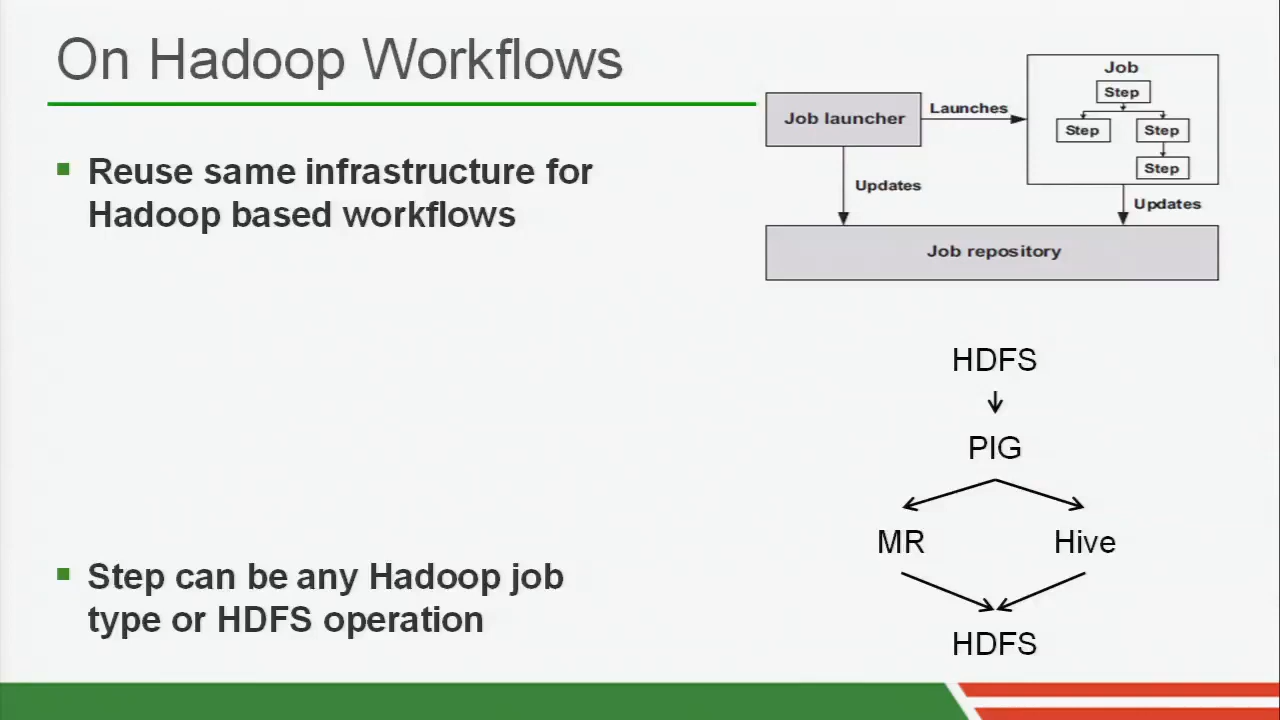 On Hadoop Workflows
Reuse same infrastructure for
Hadoop based workflows
Step can be any Hadoop job
type or HDFS operation
Job launcher
Launches
Job
Step
Step Step
Step
Updates
Updates
Job repository
HDFS
PIG
MR Hive
HDFS